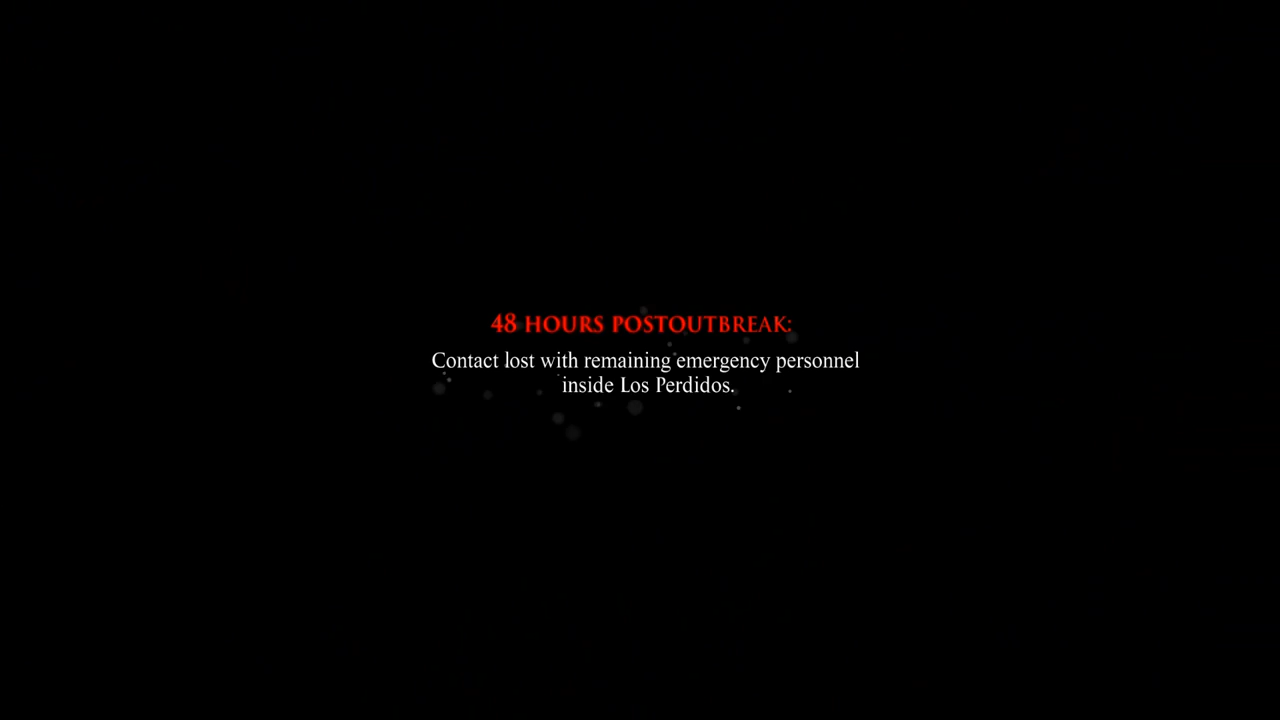 48 HOURS POSTOUTBREAK:
Contact lost with remaining emergency personnel
inside Los Perdidos.